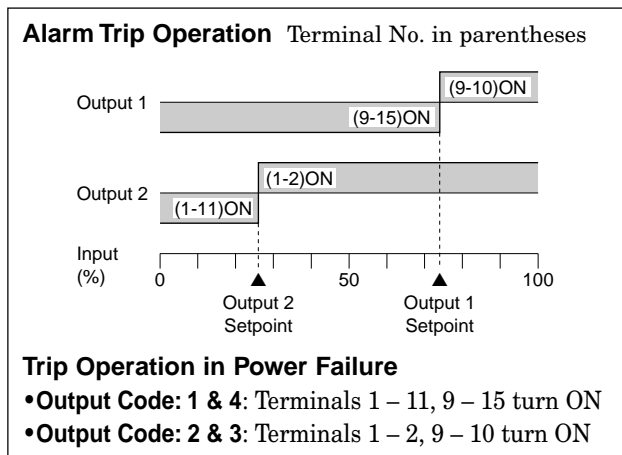 Alarm Trip Operation Terminal No. in parentheses
Output 1
(9-10)ON
(9-15)ON
Output 2
(1-2)ON
(1-11)ON
Input
(%)
0
50
100
Output 2
Setpoint
Output 1
Setpoint
Trip Operation in Power Failure
•Output Code: 1 & 4: Terminals 1 – 11, 9 – 15 turn ON
•Output Code: 2 & 3: Terminals 1 – 2, 9 – 10 turn ON